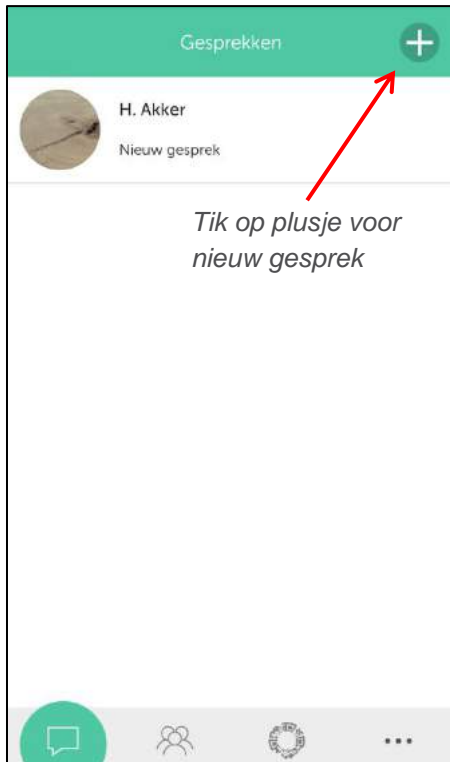 Gesprekken
H. Akker
Nieuw gesprek
Tik op plusje voor
nieuw gesprek